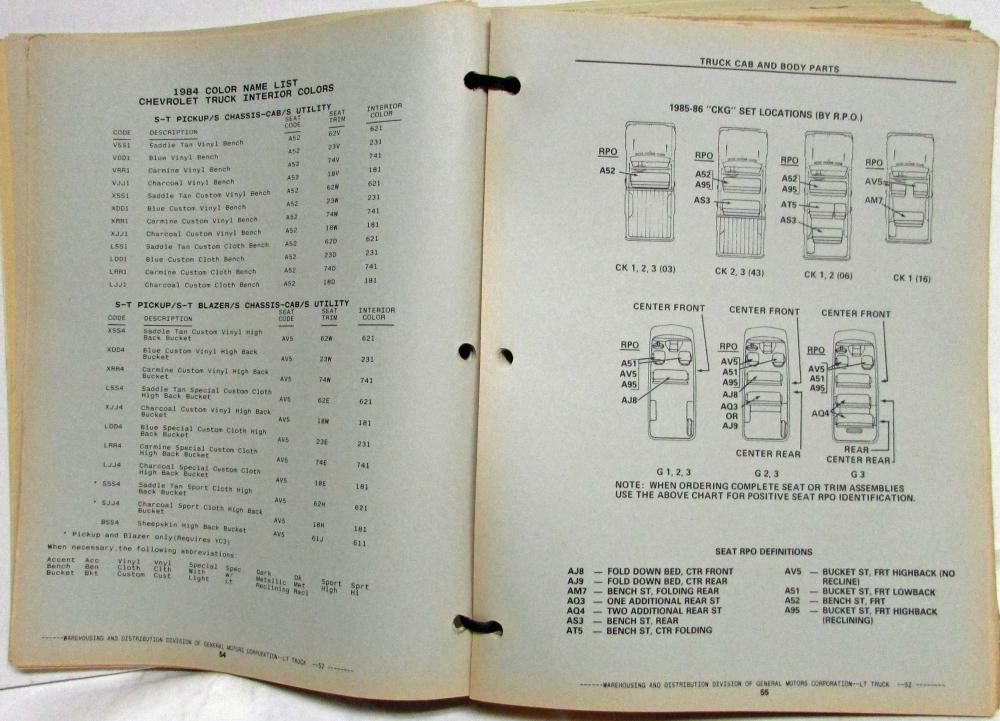 1984 COLOR NAME LIST
CHEVROLET TRUCK INTERIOR COLORS
S-T PICKUP/S CHASSIS-CAB/S UTILITY
CODE DESCRIPTION SEAT CODE SEAT TRIM INTERIOR COLOR
VSS1 Saddle Tan Vinyl Bench A52 62V 621
VDD1 Blue Vinyl Bench A52 23V 231
VRR1 Carmine Vinyl Bench A52 74V 741
VJJ1 Charcoal Vinyl Bench A52 18V 181
XSS1 Saddle Tan Custom Vinyl Bench A52 62W 621
XDD1 Blue Custom Vinyl Bench A52 23W 231
XRR1 Carmine Custom Vinyl Bench A52 74W 741
XJJ1 Charcoal Custom Vinyl Bench A52 18W 181
LSS1 Saddle Tan Custom Cloth Bench A52 62D 621
LDD1 Blue Custom Cloth Bench A52 23D 231
LRR1 Carmine Custom Cloth Bench A52 74D 741
LJJ1 Charcoal Custom Cloth Bench A52 18D 181
S-T PICKUP/S-T BLAZER/S CHASSIS-CAB/S UTILITY
CODE DESCRIPTION SEAT CODE SEAT TRIM INTERIOR COLOR
XSS4 Saddle Tan Custom Vinyl High
Back Bucket AV5 62W 621
XDD4 Blue Custom Vinyl High Back
Bucket AV5 23W 231
XRR4 Carmine Custom Vinyl High Back
Bucket AV5 74W 741
LSS4 Saddle Tan Special Custom Cloth
High Back Bucket AV5 62E 621
XJJ4 Charcoal Custom Vinyl High Back
Bucket AV5 18W 181
LDD4 Blue Special Custom Cloth High
Back Bucket AV5 23E 231
LRR4 Carmine Special Custom Cloth
High Back Bucket AV5 74E 741
LJJ4 Charcoal Special Custom Cloth
High Back Bucket AV5 18E 181
* SSS4 Saddle Tan Sport Cloth High
Back Bucket AV5 62H 621
* SJJ4 Charcoal Sport Cloth High Back
Bucket AV5 18H 181
BSS4 Sheepskin High Back Bucket AV5 61J 611
* Pickup and Blazer only(Requires YC3)
When necessary,the following abbreviations:
Accent Acc Vinyl Vnyl Special Spec Dark Dk Sport Sprt
Bench Ben Cloth Clth With W/ Metallic Met High Hi
Bucket Bkt Custom Cust Light Lt Reclining Recl
------WAREHOUSING AND DISTRIBUTION DIVISION OF GENERAL MOTORS CORPORATION--LT TRUCK --52 --------
54
TRUCK CAB AND BODY PARTS
1985-86 "CKG" SET LOCATIONS (BY R.P.O.)
RPO
A52
CK 1, 2, 3 (03)
RPO
A52
A95
AS3
CK 2, 3 (43)
RPO
A52
A95
AT5
AS3
CK 1, 2 (06)
RPO
AV5
AM7
CK 1 (16)
CENTER FRONT
RPO
A51
AV5
A95
AJ8
G 1, 2, 3
CENTER FRONT
RPO
AV5
A51
A95
AJ8
AQ3
OR
AJ9
CENTER REAR
G 2, 3
CENTER FRONT
RPO
AV5
A51
A95
AQ4
REAR
CENTER REAR
G 3
NOTE: WHEN ORDERING COMPLETE SEAT OR TRIM ASSEMBLIES
USE THE ABOVE CHART FOR POSITIVE SEAT RPO IDENTIFICATION.
SEAT RPO DEFINITIONS
AJ8 — FOLD DOWN BED, CTR FRONT
AJ9 — FOLD DOWN BED, CTR REAR
AM7 — BENCH ST, FOLDING REAR
AQ3 — ONE ADDITIONAL REAR ST
AQ4 — TWO ADDITIONAL REAR ST
AS3 — BENCH ST, REAR
AT5 — BENCH ST, CTR FOLDING
AV5 — BUCKET ST, FRT HIGHBACK (NO
RECLINE)
A51 — BUCKET ST, FRT LOWBACK
A52 — BENCH ST, FRT
A95 — BUCKET ST, FRT HIGHBACK
(RECLINING)
------WAREHOUSING AND DISTRIBUTION DIVISION OF GENERAL MOTORS CORPORATION--LT TRUCK --52 --------
55